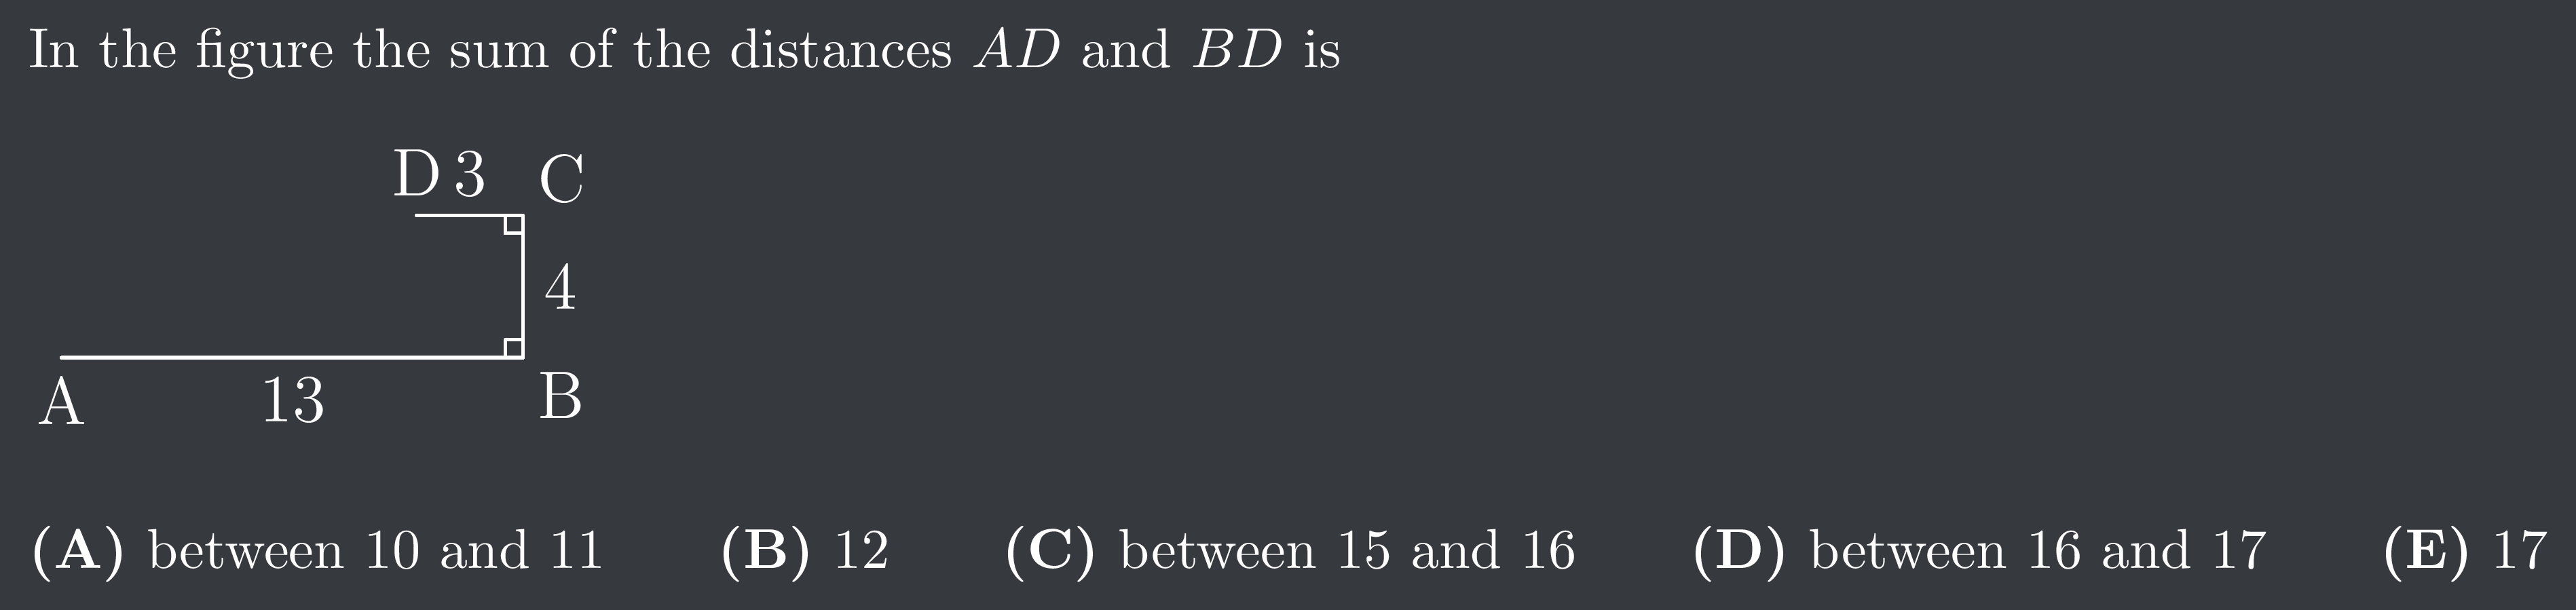 In the figure the sum of the distances AD and BD is
D 3 C
4
A 13 B
(A) between 10 and 11 (B) 12 (C) between 15 and 16 (D) between 16 and 17 (E) 17